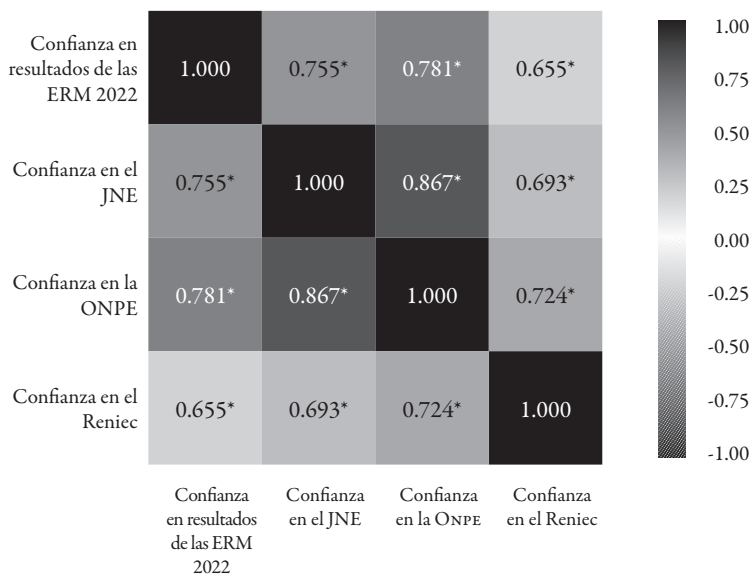 Confianza en
resultados de las
ERM 2022
1.000
0.755*
0.781*
0.655*
Confianza en el
JNE
0.755*
1.000
0.867*
0.693*
Confianza en la
ONPE
0.781*
0.867*
1.000
0.724*
Confianza en el
Reniec
0.655*
0.693*
0.724*
1.000
Confianza
en resultados
de las ERM
2022
Confianza
en el JNE
Confianza
en la ONPE
Confianza
en el Reniec
1.00
0.75
0.50
0.25
0.00
-0.25
-0.50
-0.75
-1.00